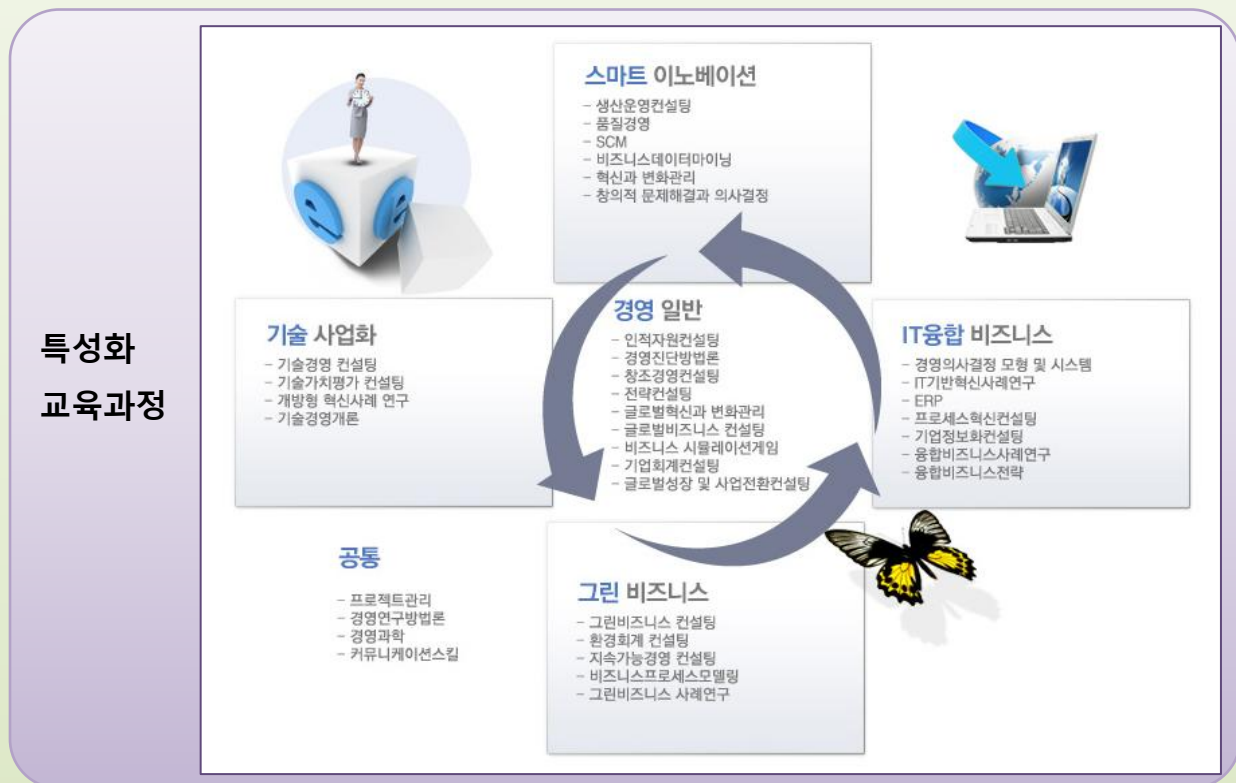 특성화
교육과정
스마트 이노베이션
- 생산운영컨설팅
- 품질경영
- SCM
- 비즈니스데이터마이닝
- 혁신과 변화관리
- 창의적 문제해결과 의사결정
기술 사업화
- 기술경영 컨설팅
- 기술가치평가 컨설팅
- 개방형 혁신사례 연구
- 기술경영개론
경영 일반
- 인적자원컨설팅
- 경영진단방법론
- 창조경영컨설팅
- 전략컨설팅
- 글로벌혁신과 변화관리
- 글로벌비즈니스 컨설팅
- 비즈니스 시뮬레이션게임
- 기업회계컨설팅
- 글로벌성장 및 사업전환컨설팅
IT융합 비즈니스
- 경영의사결정 모형 및 시스템
- IT기반혁신사례연구
- ERP
- 프로세스혁신컨설팅
- 기업정보화컨설팅
- 융합비즈니스사례연구
- 융합비즈니스전략
공통
- 프로젝트관리
- 경영연구방법론
- 경영과학
- 커뮤니케이션스킬
그린 비즈니스
- 그린비즈니스 컨설팅
- 환경회계 컨설팅
- 지속가능경영 컨설팅
- 비즈니스프로세스모델링
- 그린비즈니스 사례연구